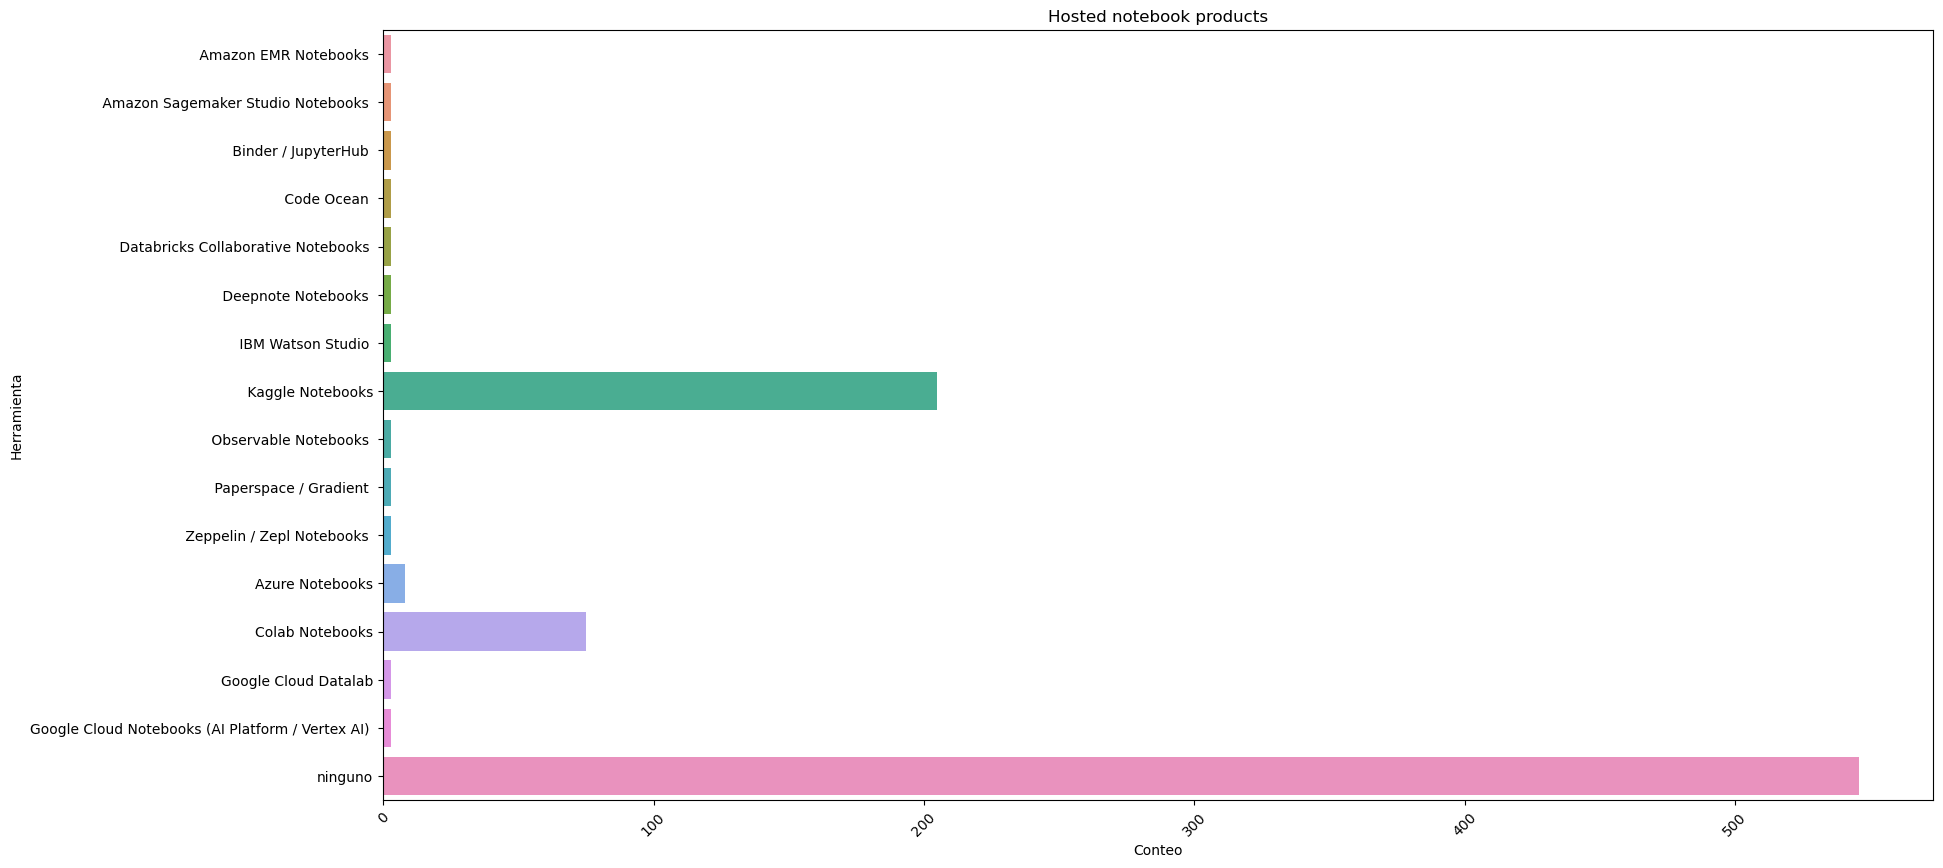 Hosted notebook products
Amazon EMR Notebooks
Amazon Sagemaker Studio Notebooks
Binder / JupyterHub
Code Ocean
Databricks Collaborative Notebooks
Deepnote Notebooks
IBM Watson Studio
Kaggle Notebooks
Observable Notebooks
Paperspace / Gradient
Zeppelin / Zepl Notebooks
Azure Notebooks
Colab Notebooks
Google Cloud Datalab
Google Cloud Notebooks (AI Platform / Vertex AI)
ninguno
Herramienta
0
100
200
300
400
500
Conteo